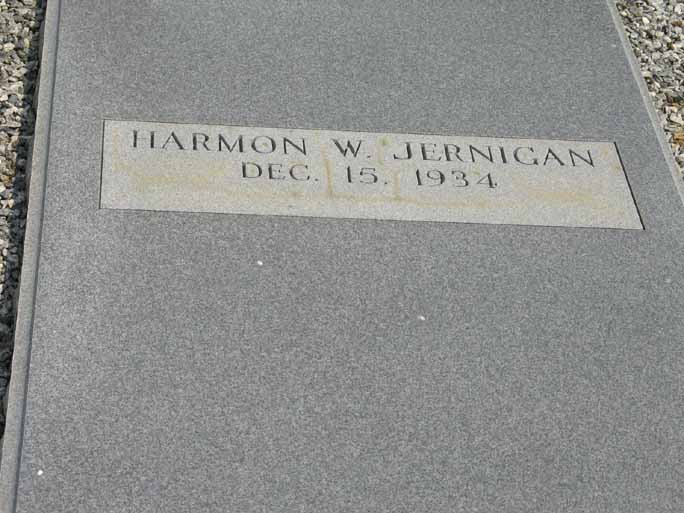 HARMON W. JERNIGAN
DEC. 15, 1934